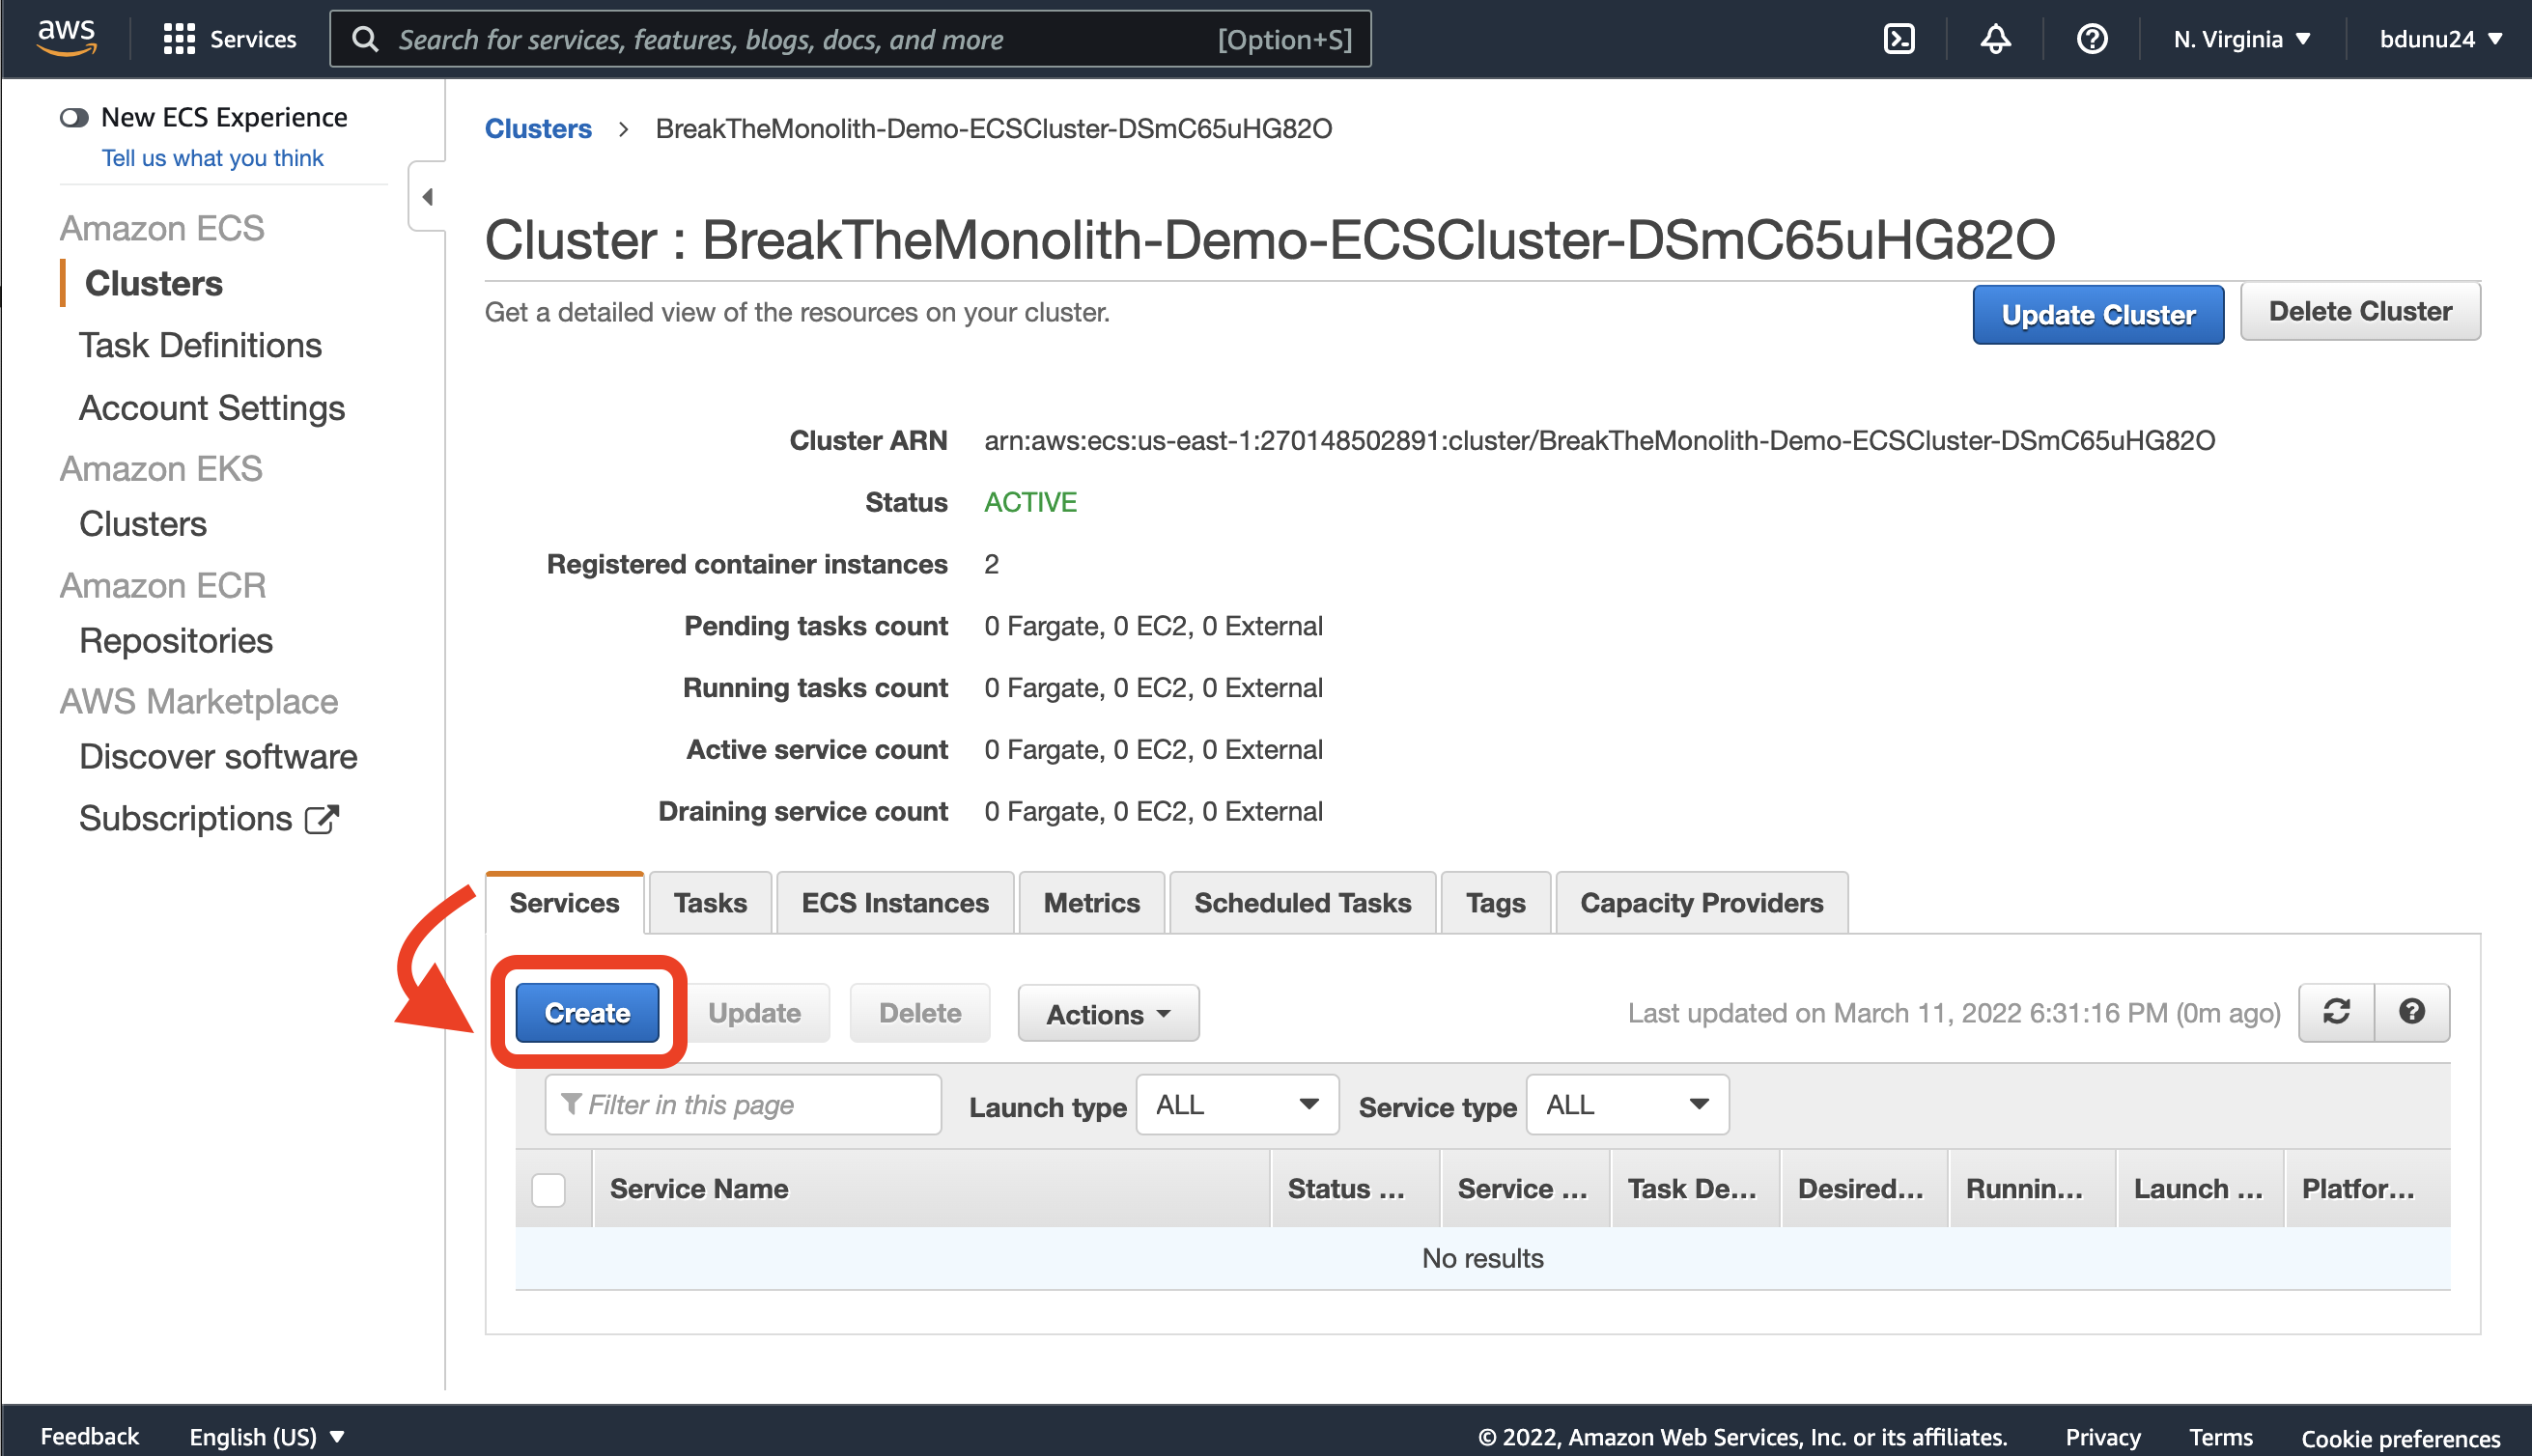 aws Services Search for services, features, blogs, docs, and more [Option+S] N. Virginia bdunu24
New ECS Experience
Tell us what you think
Amazon ECS
Clusters
Task Definitions
Account Settings
Amazon EKS
Clusters
Amazon ECR
Repositories
AWS Marketplace
Discover software
Subscriptions
Clusters > BreakTheMonolith-Demo-ECSCluster-DSmC65uHG82O
Cluster : BreakTheMonolith-Demo-ECSCluster-DSmC65uHG82O
Get a detailed view of the resources on your cluster.
Update Cluster Delete Cluster
Cluster ARN arn:aws:ecs:us-east-1:270148502891:cluster/BreakTheMonolith-Demo-ECSCluster-DSmC65uHG82O
Status ACTIVE
Registered container instances 2
Pending tasks count 0 Fargate, 0 EC2, 0 External
Running tasks count 0 Fargate, 0 EC2, 0 External
Active service count 0 Fargate, 0 EC2, 0 External
Draining service count 0 Fargate, 0 EC2, 0 External
Services Tasks ECS Instances Metrics Scheduled Tasks Tags Capacity Providers
Create Update Delete Actions Last updated on March 11, 2022 6:31:16 PM (0m ago)
Filter in this page Launch type ALL Service type ALL
Service Name Status ... Service ... Task De... Desired... Runnin... Launch ... Platfor...
No results
Feedback English (US) © 2022, Amazon Web Services, Inc. or its affiliates. Privacy Terms Cookie preferences